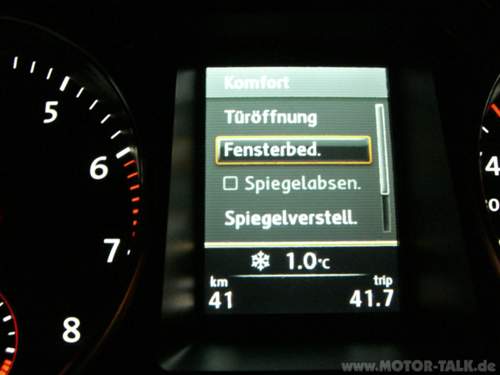 Komfort
Türöffnung
Fensterbed.
Spiegelabsen.
Spiegelverstell.
1.0°C
km trip
41 41.7
5
6
7
8
4
www.MOTOR-TALK.de